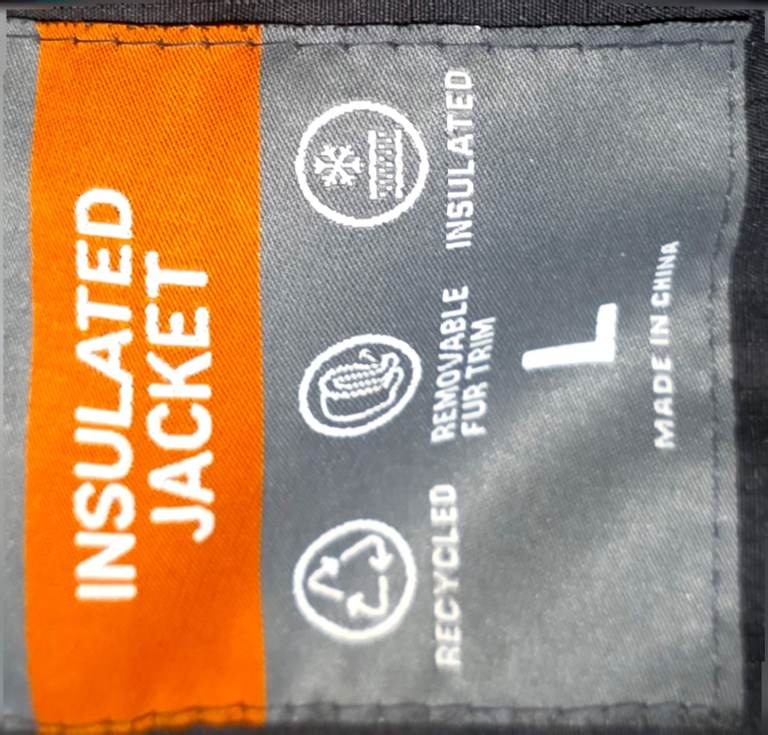 INSULATED
JACKET
RECYCLED
REMOVABLE
FUR TRIM
INSULATED
L
MADE IN CHINA